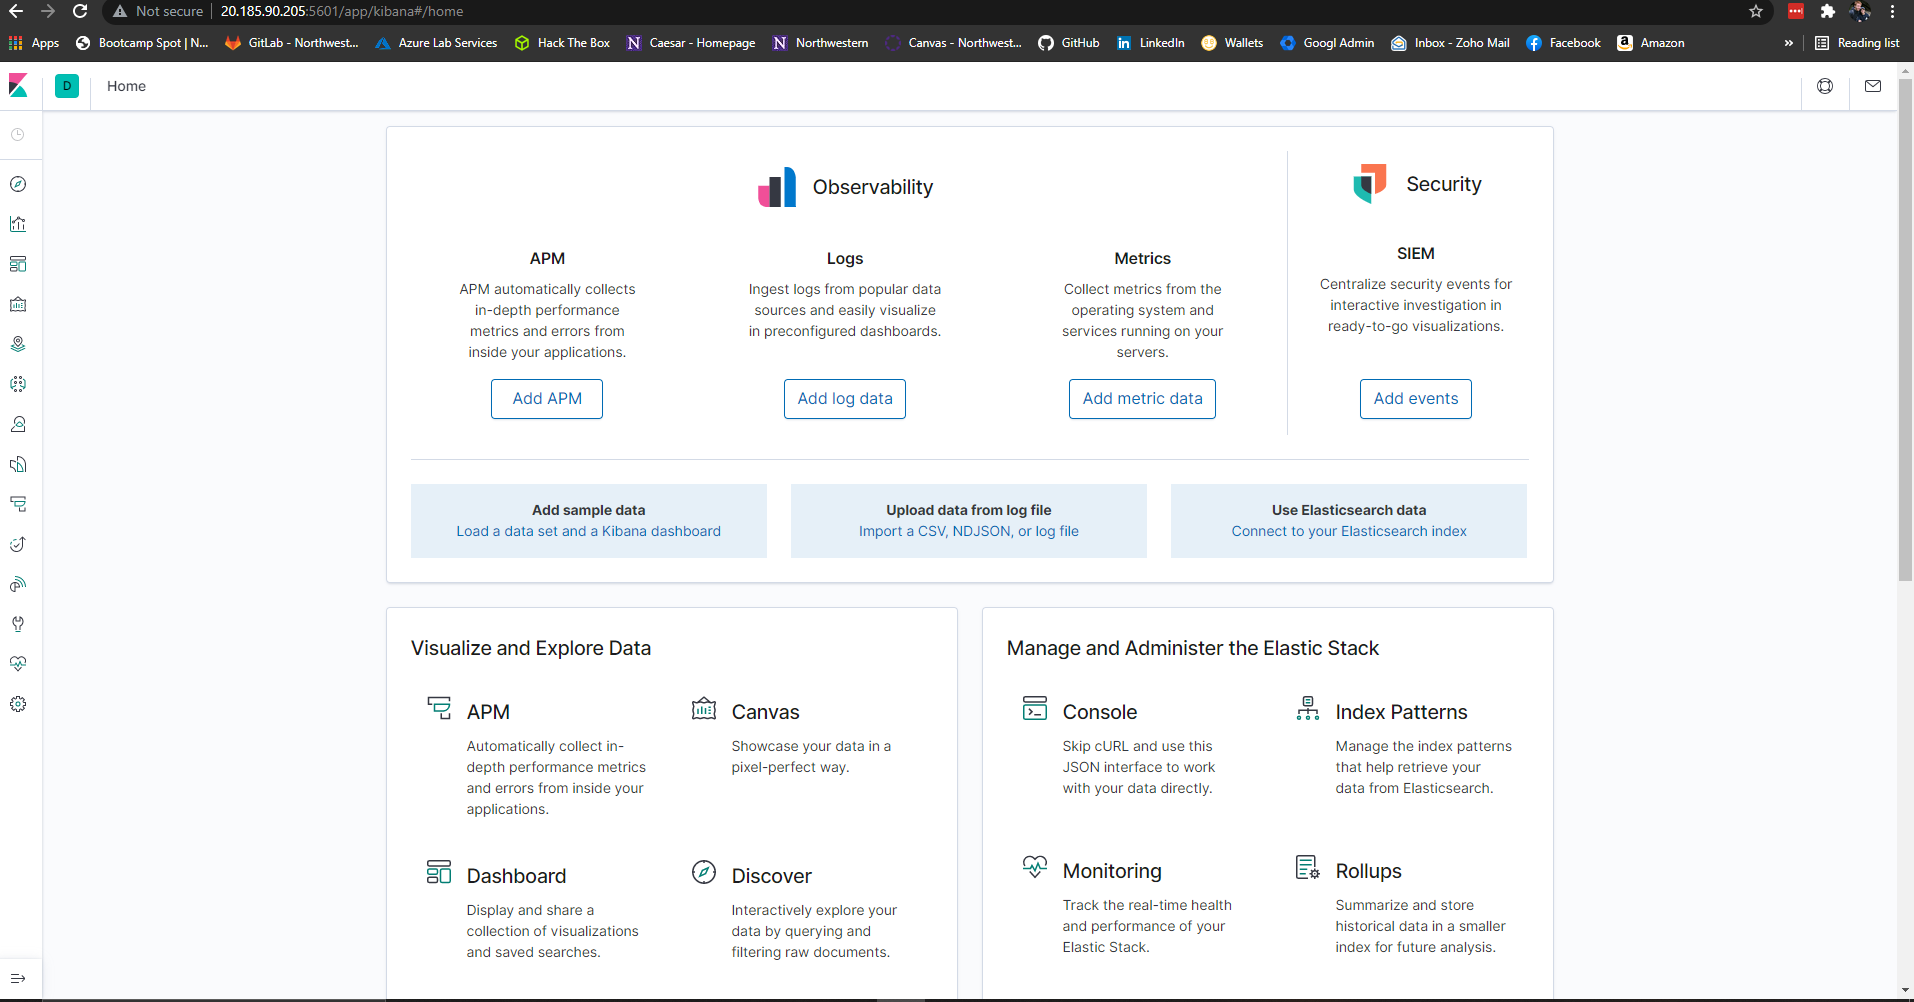 Not secure | 20.185.90.205:5601/app/kibana#/home
Apps Bootcamp Spot | N... GitLab - Northwest... Azure Lab Services Hack The Box N Caesar - Homepage N Northwestern Canvas - Northwest... GitHub LinkedIn Wallets Googl Admin Inbox - Zoho Mail Facebook Amazon » Reading list
D Home
Observability
Security
APM
APM automatically collects
in-depth performance
metrics and errors from
inside your applications.
Add APM
Logs
Ingest logs from popular data
sources and easily visualize
in preconfigured dashboards.
Add log data
Metrics
Collect metrics from the
operating system and
services running on your
servers.
Add metric data
SIEM
Centralize security events for
interactive investigation in
ready-to-go visualizations.
Add events
Add sample data
Load a data set and a Kibana dashboard
Upload data from log file
Import a CSV, NDJSON, or log file
Use Elasticsearch data
Connect to your Elasticsearch index
Visualize and Explore Data
APM
Automatically collect in-
depth performance metrics
and errors from inside your
applications.
Canvas
Showcase your data in a
pixel-perfect way.
Dashboard
Display and share a
collection of visualizations
and saved searches.
Discover
Interactively explore your
data by querying and
filtering raw documents.
Manage and Administer the Elastic Stack
Console
Skip cURL and use this
JSON interface to work
with your data directly.
Index Patterns
Manage the index patterns
that help retrieve your
data from Elasticsearch.
Monitoring
Track the real-time health
and performance of your
Elastic Stack.
Rollups
Summarize and store
historical data in a smaller
index for future analysis.